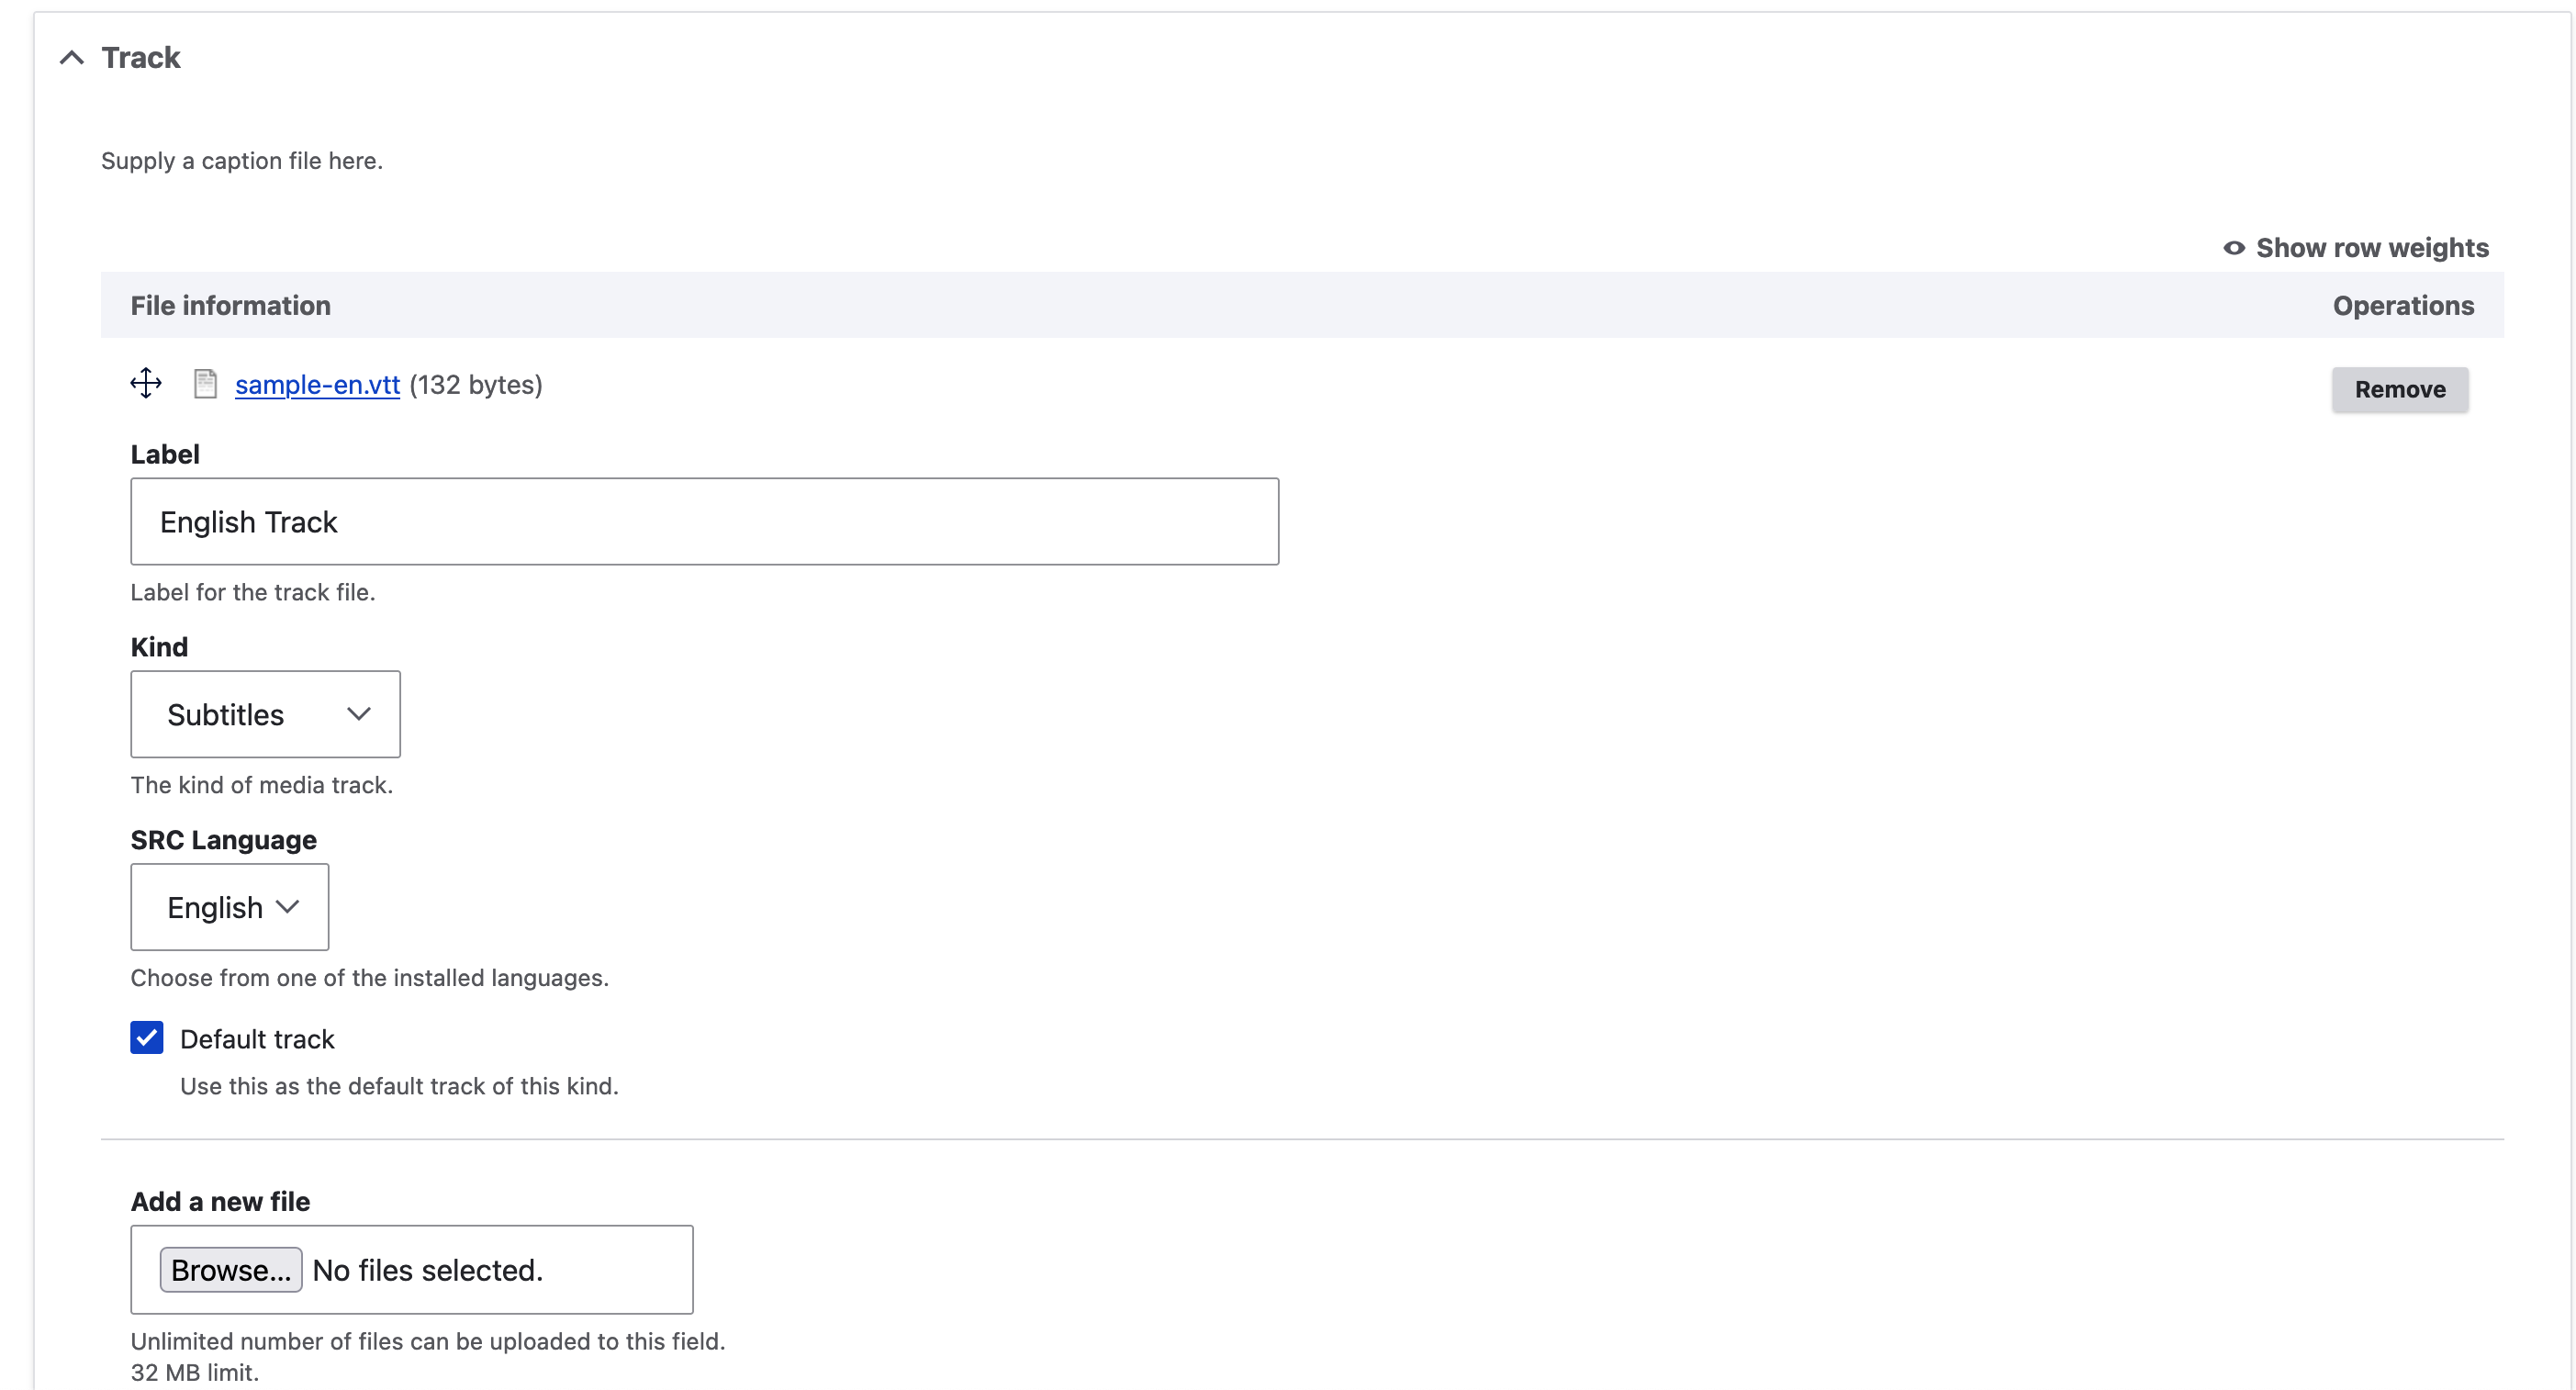 Track
Supply a caption file here.
Show row weights
File information Operations
sample-en.vtt (132 bytes) Remove
Label
English Track
Label for the track file.
Kind
Subtitles
The kind of media track.
SRC Language
English
Choose from one of the installed languages.
Default track
Use this as the default track of this kind.
Add a new file
Browse... No files selected.
Unlimited number of files can be uploaded to this field.
32 MB limit.